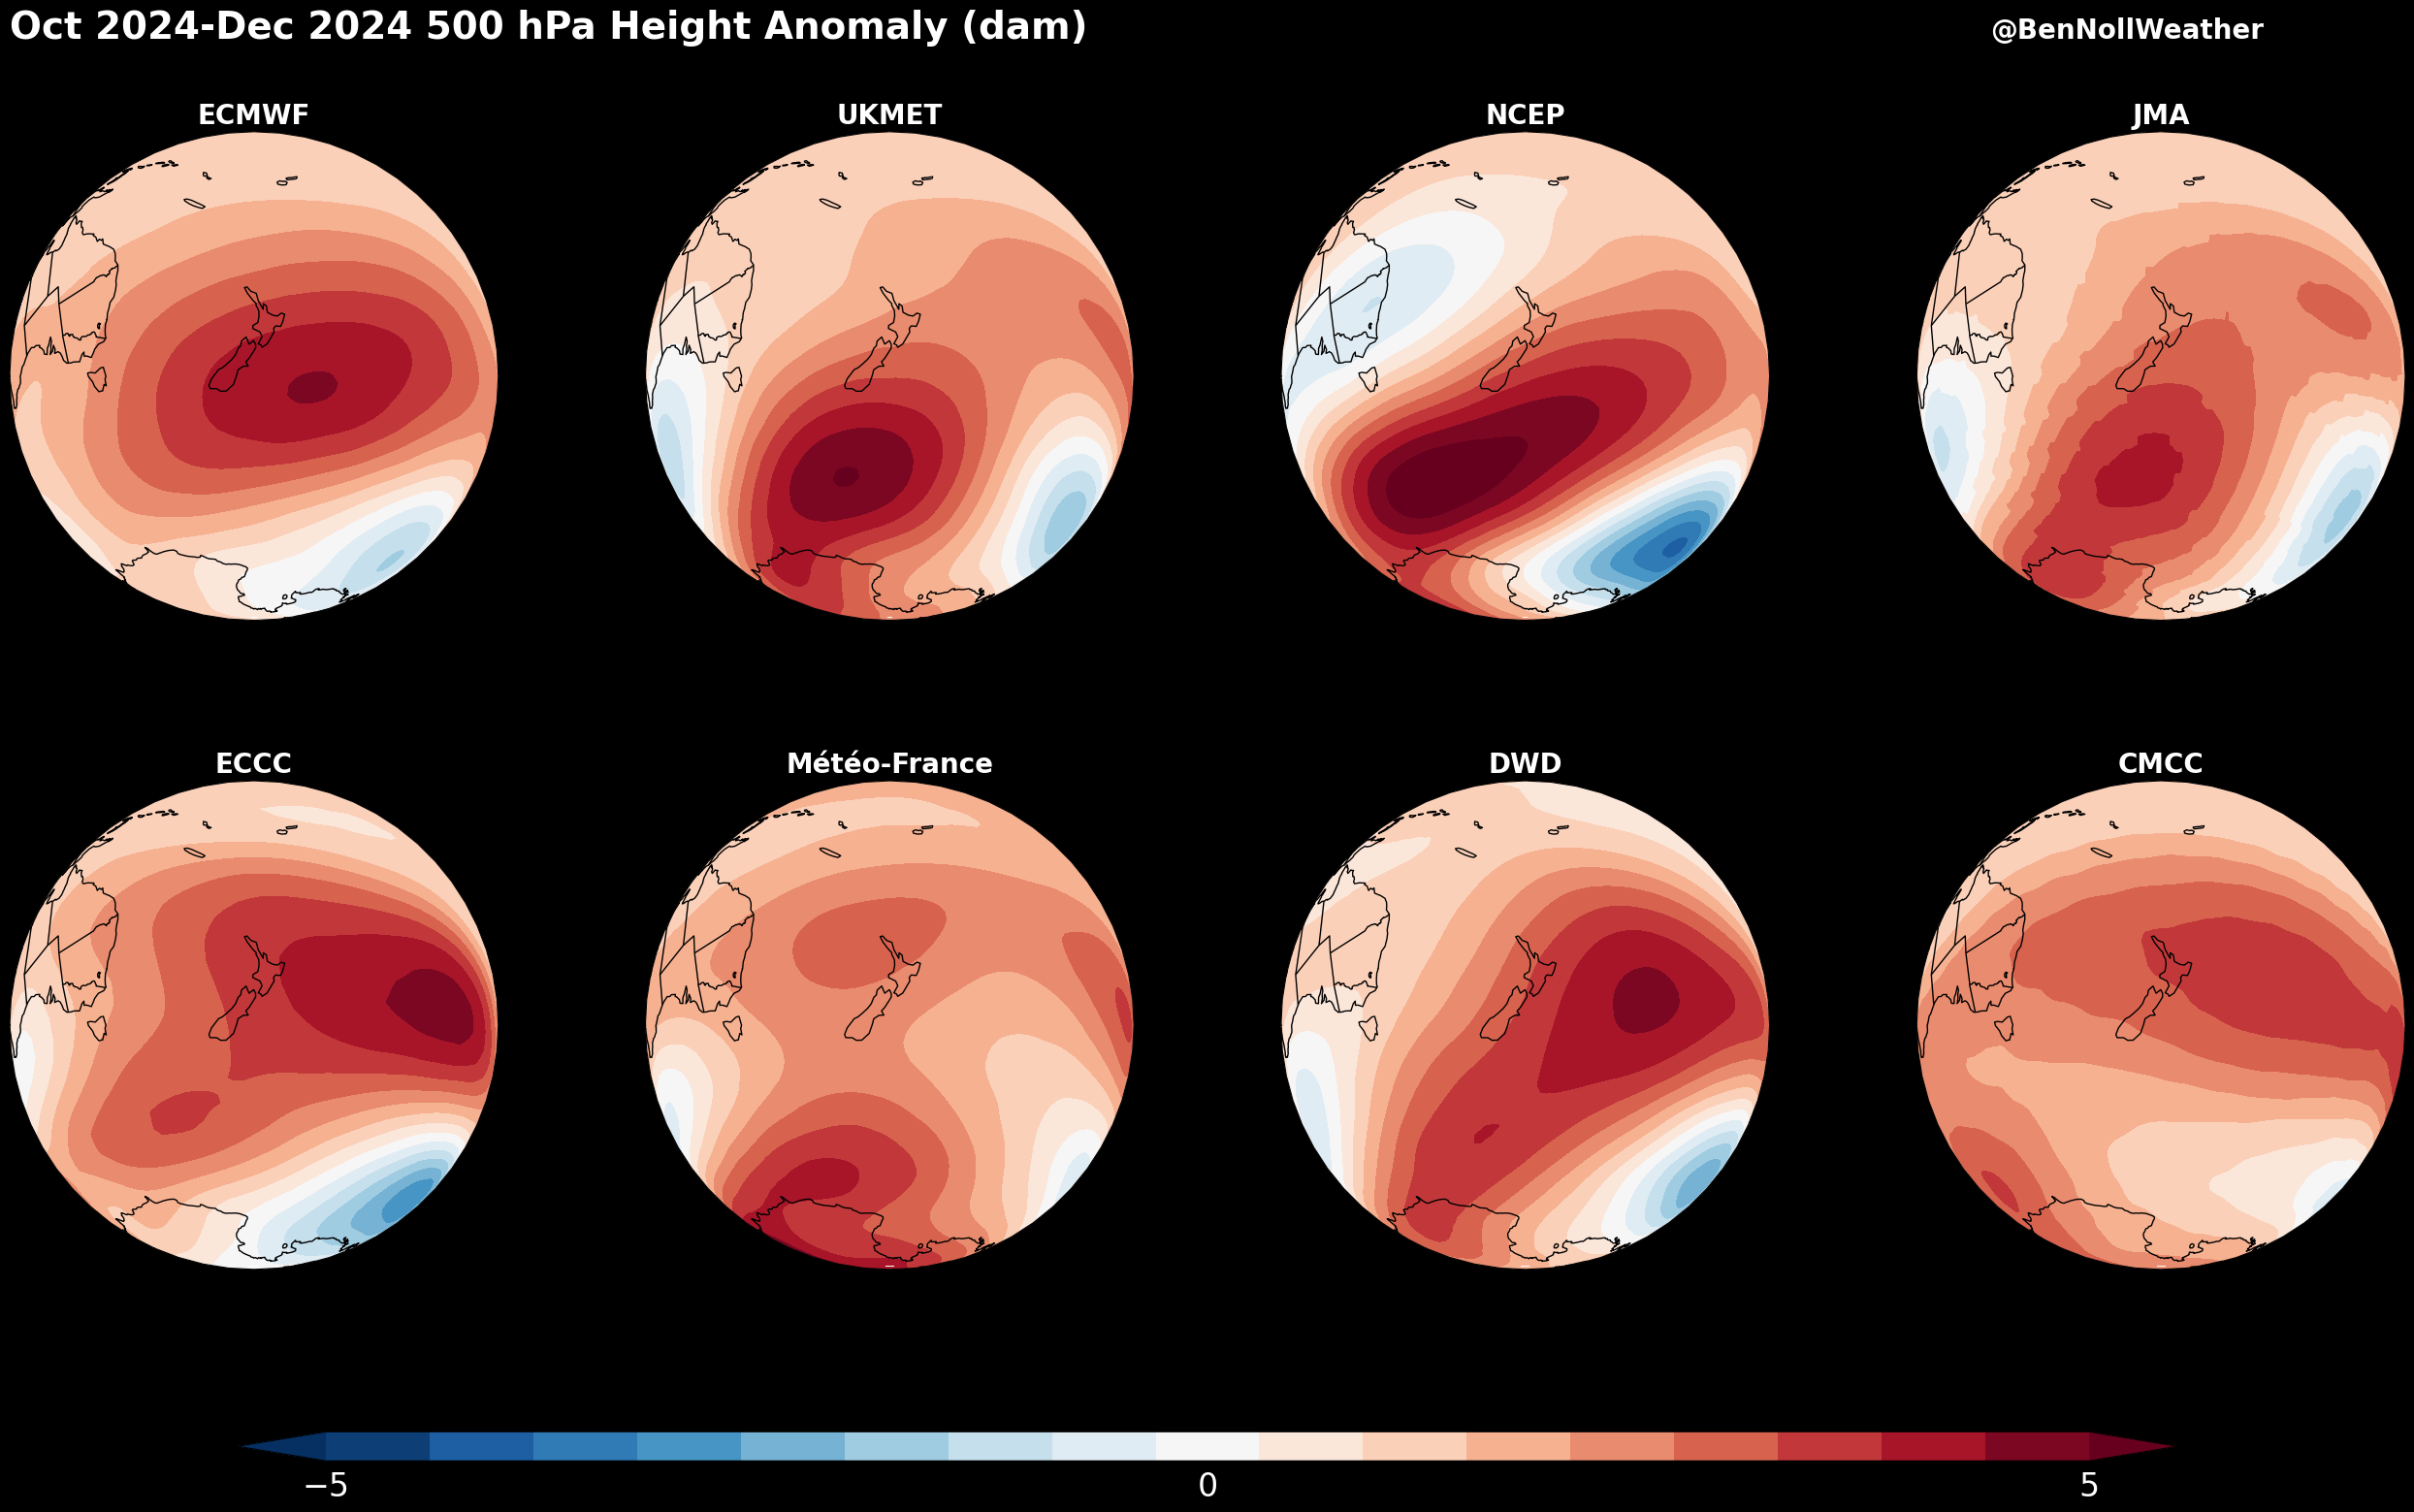 Oct 2024-Dec 2024 500 hPa Height Anomaly (dam)
@BenNollWeather
ECMWF
UKMET
NCEP
JMA
ECCC
Météo-France
DWD
CMCC
−5
0
5